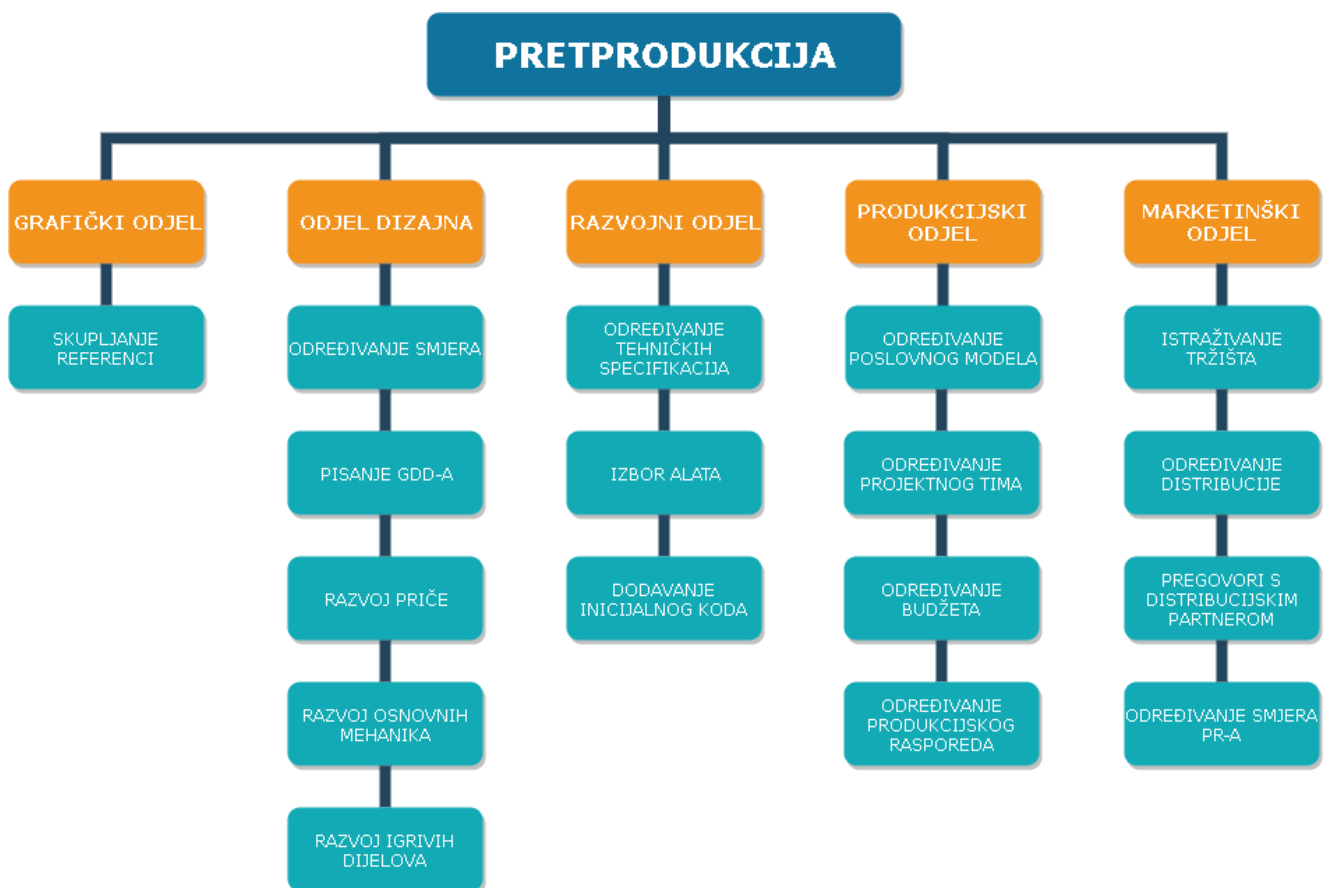 PRETPRODUKCIJA
GRAFIČKI ODJEL
ODJEL DIZAJNA
RAZVOJNI ODJEL
PRODUKCIJSKI
ODJEL
MARKETINŠKI
ODJEL
SKUPLJANJE
REFERENCI
ODREĐIVANJE SMJERA
ODREĐIVANJE
TEHNIČKIH
SPECIFIKACIJA
ODREĐIVANJE
POSLOVNOG MODELA
ISTRAŽIVANJE
TRŽIŠTA
PISANJE GDD-A
IZBOR ALATA
ODREĐIVANJE
PROJEKTNOG TIMA
ODREĐIVANJE
DISTRIBUCIJE
RAZVOJ PRIČE
DODAVANJE
INICIJALNOG KODA
ODREĐIVANJE
BUDŽETA
PREGOVORI S
DISTRIBUCIJSKIM
PARTNEROM
RAZVOJ OSNOVNIH
MEHANIKA
ODREĐIVANJE
PRODUKCIJSKOG
RASPOREDA
ODREĐIVANJE SMJERA
PR-A
RAZVOJ IGRIVIH
DIJELOVA